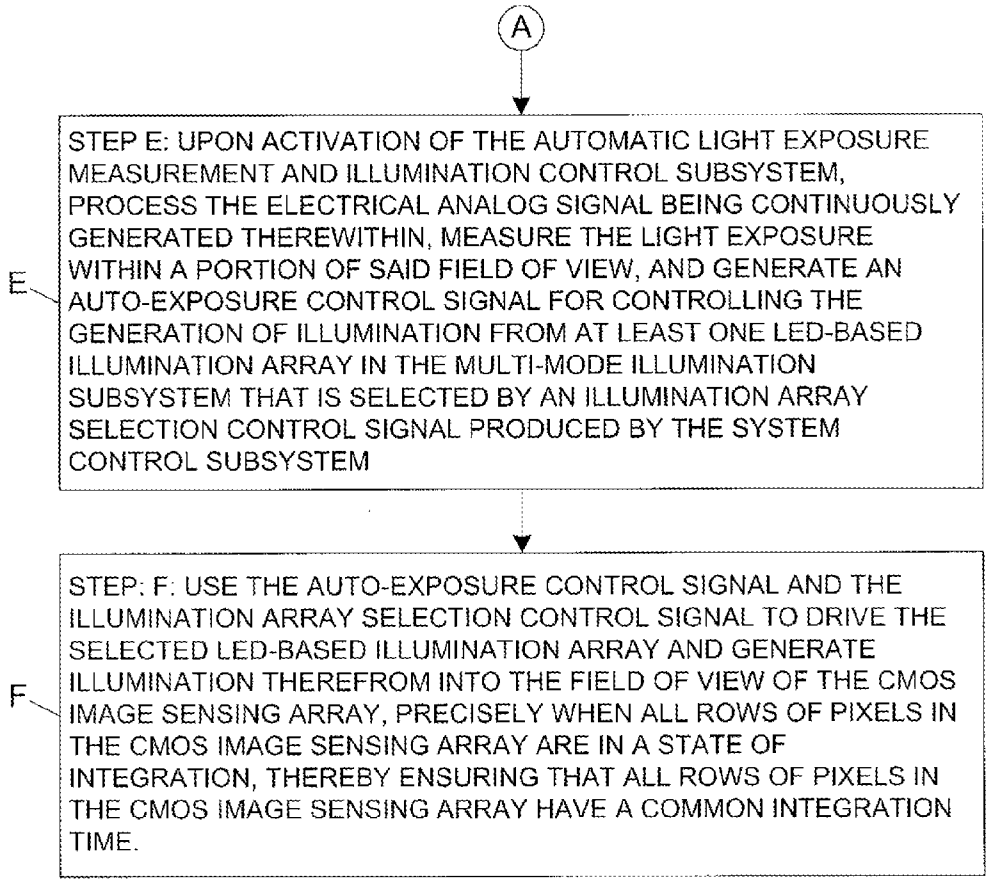 A
STEP E: UPON ACTIVATION OF THE AUTOMATIC LIGHT EXPOSURE
MEASUREMENT AND ILLUMINATION CONTROL SUBSYSTEM,
PROCESS THE ELECTRICAL ANALOG SIGNAL BEING CONTINUOUSLY
GENERATED THEREWITHIN, MEASURE THE LIGHT EXPOSURE
WITHIN A PORTION OF SAID FIELD OF VIEW, AND GENERATE AN
AUTO-EXPOSURE CONTROL SIGNAL FOR CONTROLLING THE
GENERATION OF ILLUMINATION FROM AT LEAST ONE LED-BASED
ILLUMINATION ARRAY IN THE MULTI-MODE ILLUMINATION
SUBSYSTEM THAT IS SELECTED BY AN ILLUMINATION ARRAY
SELECTION CONTROL SIGNAL PRODUCED BY THE SYSTEM
CONTROL SUBSYSTEM
E
STEP: F: USE THE AUTO-EXPOSURE CONTROL SIGNAL AND THE
ILLUMINATION ARRAY SELECTION CONTROL SIGNAL TO DRIVE THE
SELECTED LED-BASED ILLUMINATION ARRAY AND GENERATE
ILLUMINATION THEREFROM INTO THE FIELD OF VIEW OF THE CMOS
IMAGE SENSING ARRAY, PRECISELY WHEN ALL ROWS OF PIXELS IN
THE CMOS IMAGE SENSING ARRAY ARE IN A STATE OF
INTEGRATION, THEREBY ENSURING THAT ALL ROWS OF PIXELS IN
THE CMOS IMAGE SENSING ARRAY HAVE A COMMON INTEGRATION
TIME.
F